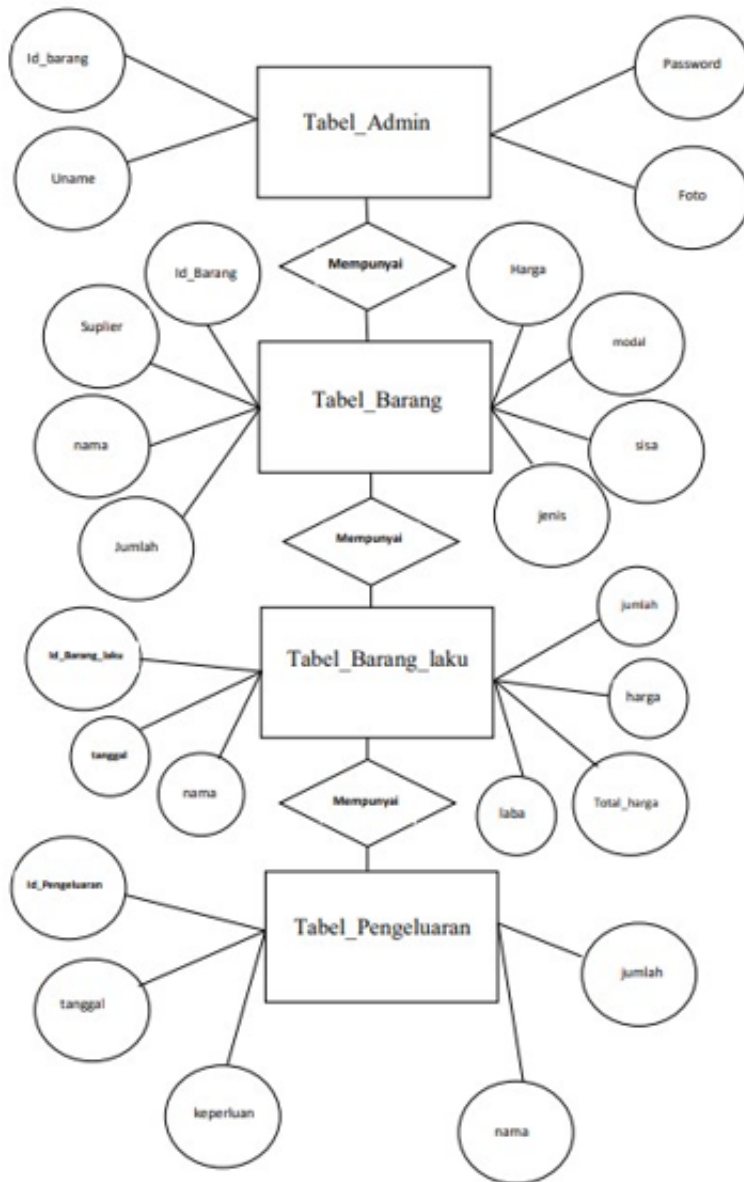 Id_barang
Password
Tabel_Admin
Uname
Foto
Mempunyai
Id_Barang
Harga
Suplier
modal
Tabel_Barang
nama
sisa
Jumlah
jenis
Mempunyai
jumlah
Id_Barang_laku
Tabel_Barang_laku
harga
tanggal
nama
Mempunyai
laba
Total_harga
Id_Pengeluaran
Tabel_Pengeluaran
jumlah
tanggal
keperluan
nama